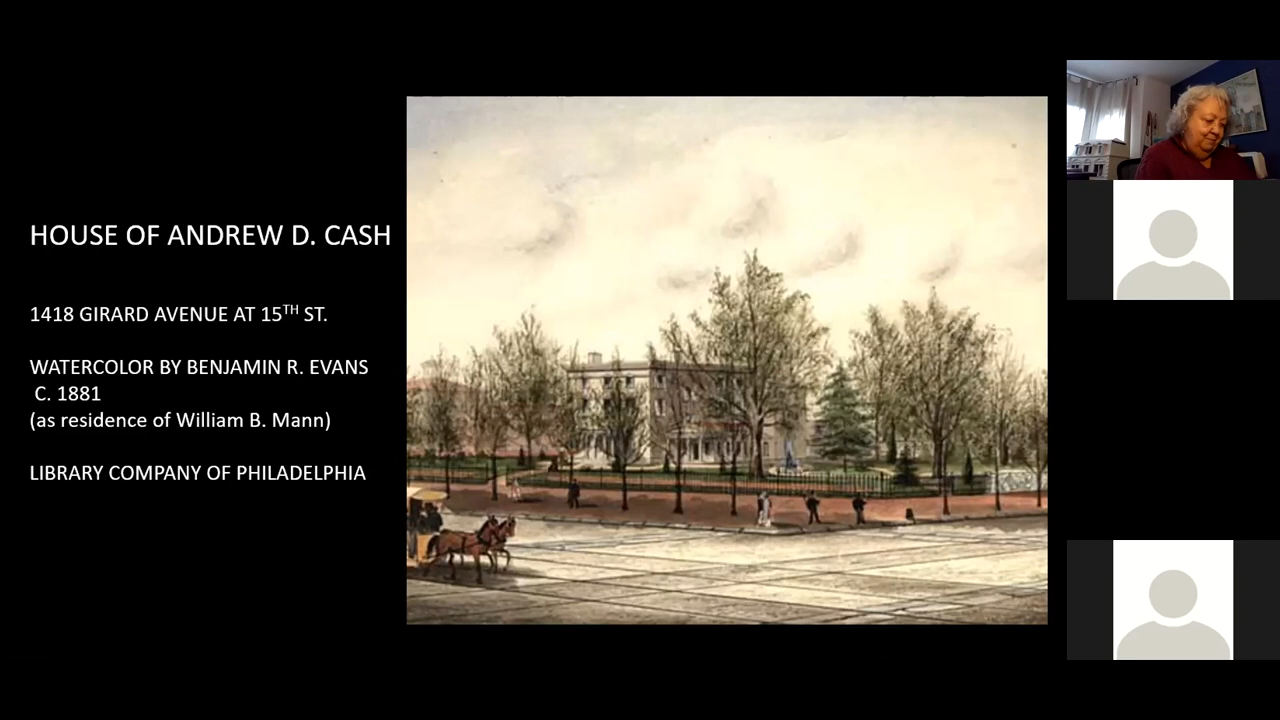 HOUSE OF ANDREW D. CASH
1418 GIRARD AVENUE AT 15TH ST.
WATERCOLOR BY BENJAMIN R. EVANS
C. 1881
(as residence of William B. Mann)
LIBRARY COMPANY OF PHILADELPHIA